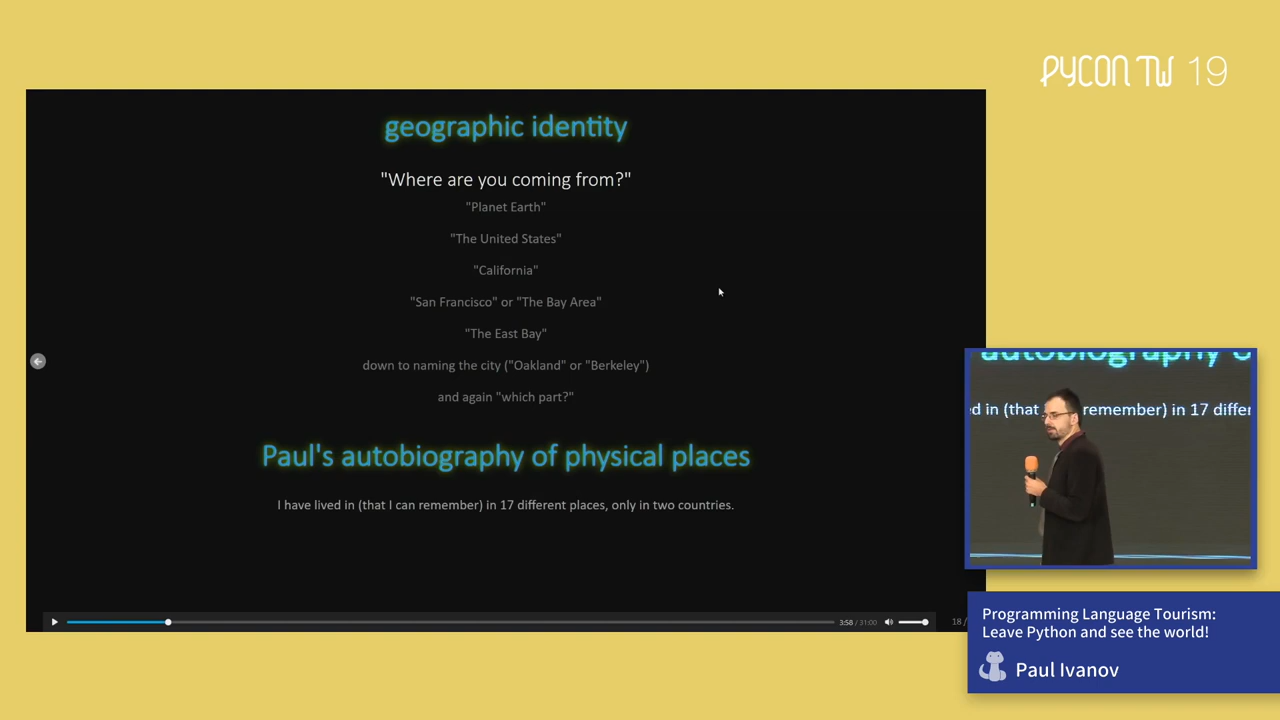 PYCON TW 19
geographic identity
"Where are you coming from?"
"Planet Earth"
"The United States"
"California"
"San Francisco" or "The Bay Area"
"The East Bay"
down to naming the city ("Oakland" or "Berkeley")
and again "which part?"
Paul's autobiography of physical places
I have lived in (that I can remember) in 17 different places, only in two countries.
3:58 / 31:00
18 /
autobiography o
ed in (that
remember) in 17 differ
Programming Language Tourism:
Leave Python and see the world!
Paul Ivanov